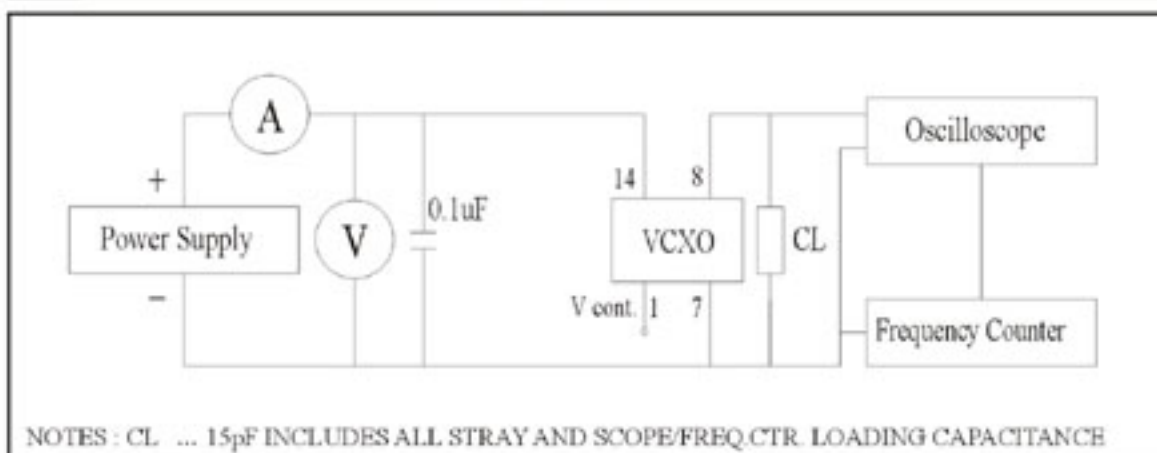 A
Oscilloscope
+
14
8
0.1uF
Power Supply
V
VCXO
CL
−
V cont.
1
7
Frequency Counter
NOTES : CL ... 15pF INCLUDES ALL STRAY AND SCOPE/FREQ.CTR. LOADING CAPACITANCE